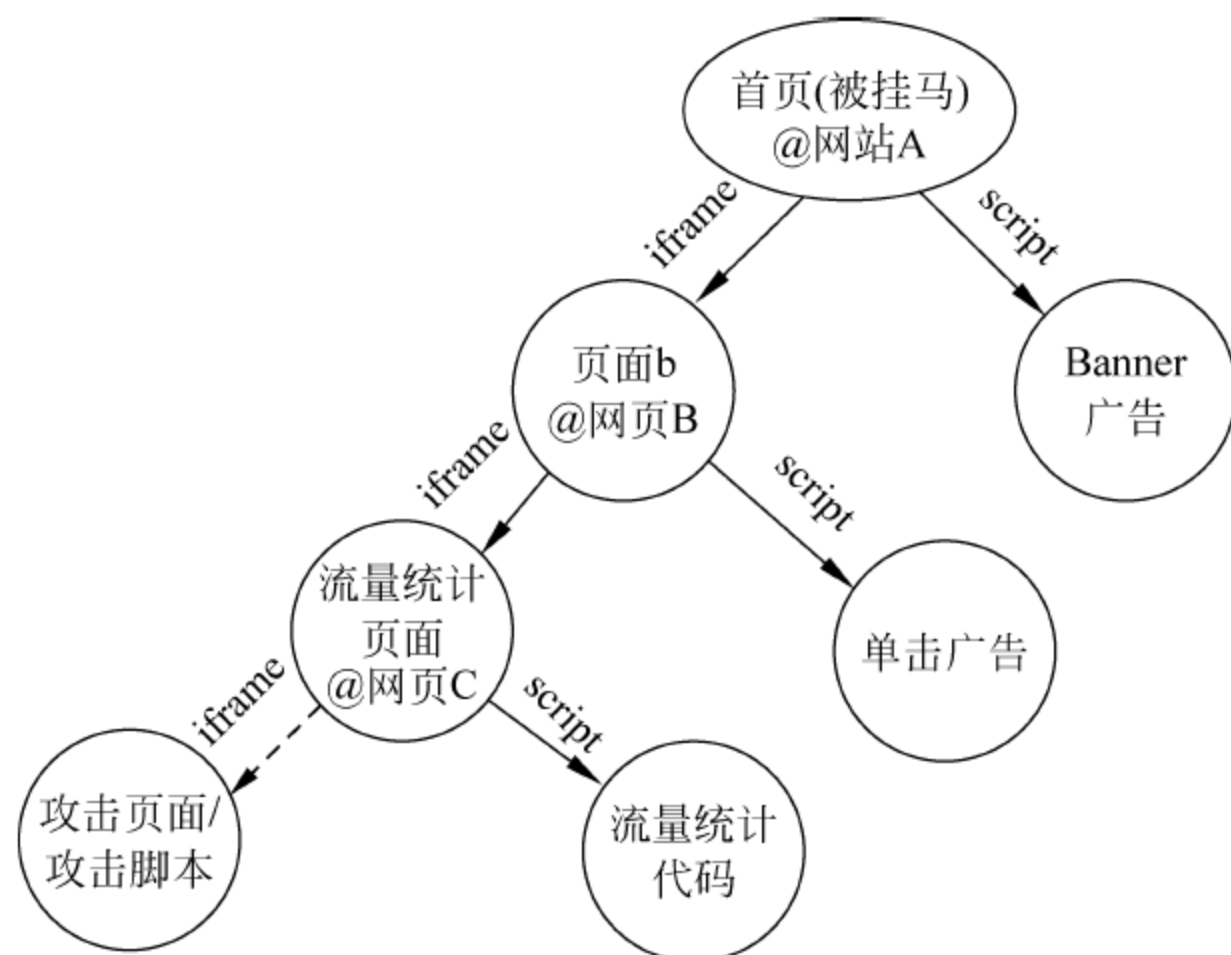 首页(被挂马)
@网站A
iframe
script
页面b
@网页B
Banner
广告
iframe
script
流量统计
页面
@网页C
单击广告
iframe
script
攻击页面/
攻击脚本
流量统计
代码